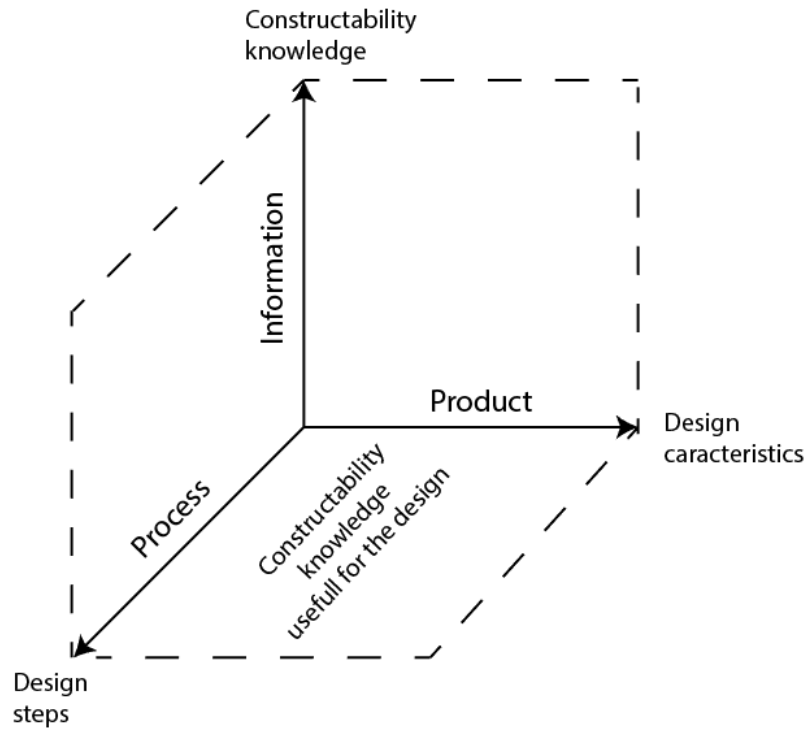 Constructability
knowledge
Information
Product
Design
caracteristics
Process
Constructability
knowledge
usefull for the design
Design
steps